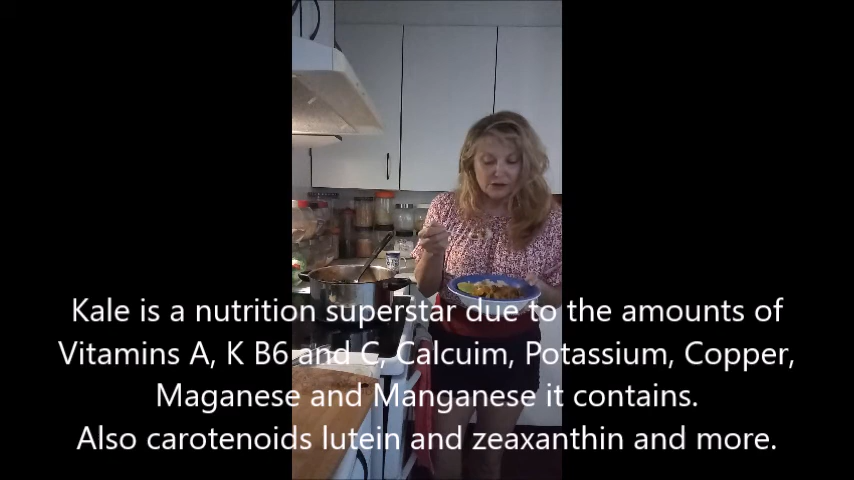 Kale is a nutrition superstar due to the amounts of
Vitamins A, K B6 and C, Calcuim, Potassium, Copper,
Maganese and Manganese it contains.
Also carotenoids lutein and zeaxanthin and more.